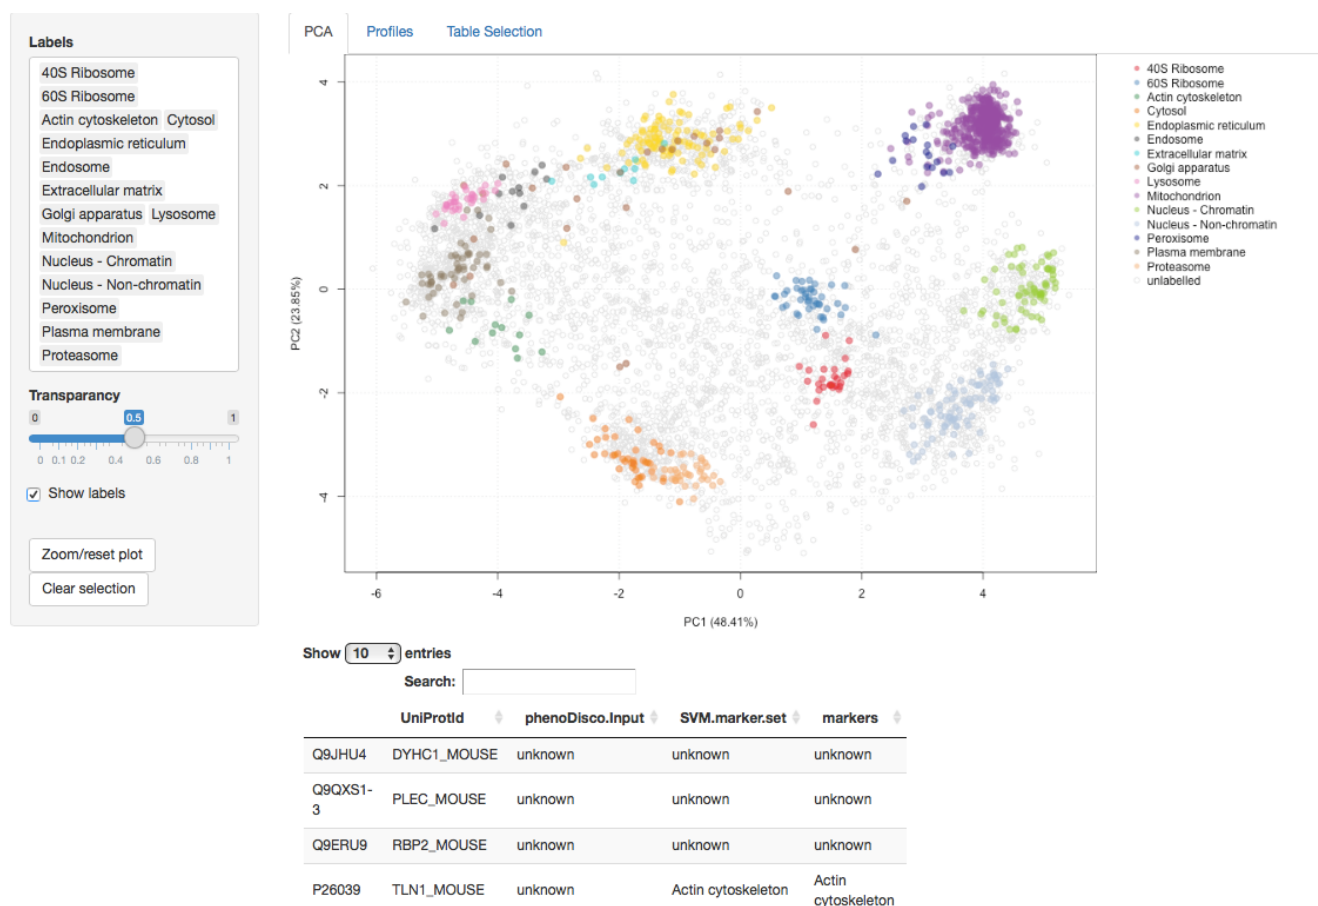 Labels
40S Ribosome
60S Ribosome
Actin cytoskeleton Cytosol
Endoplasmic reticulum
Endosome
Extracellular matrix
Golgi apparatus Lysosome
Mitochondrion
Nucleus - Chromatin
Nucleus - Non-chromatin
Peroxisome
Plasma membrane
Proteasome
Transparancy
0 0.5 1
0 0.1 0.2 0.4 0.6 0.8 1
Show labels
Zoom/reset plot
Clear selection
PCA Profiles Table Selection
4
2
0
-2
-4
PC2 (23.85%)
-6 -4 -2 0 2 4
PC1 (48.41%)
40S Ribosome
60S Ribosome
Actin cytoskeleton
Cytosol
Endoplasmic reticulum
Endosome
Extracellular matrix
Golgi apparatus
Lysosome
Mitochondrion
Nucleus - Chromatin
Nucleus - Non-chromatin
Peroxisome
Plasma membrane
Proteasome
unlabelled
Show 10 entries
Search:
UniProtId phenoDisco.Input SVM.marker.set markers
Q9JHU4 DYHC1_MOUSE unknown unknown unknown
Q9QXS1-
3 PLEC_MOUSE unknown unknown unknown
Q9ERU9 RBP2_MOUSE unknown unknown unknown
P26039 TLN1_MOUSE unknown Actin cytoskeleton Actin
cytoskeleton